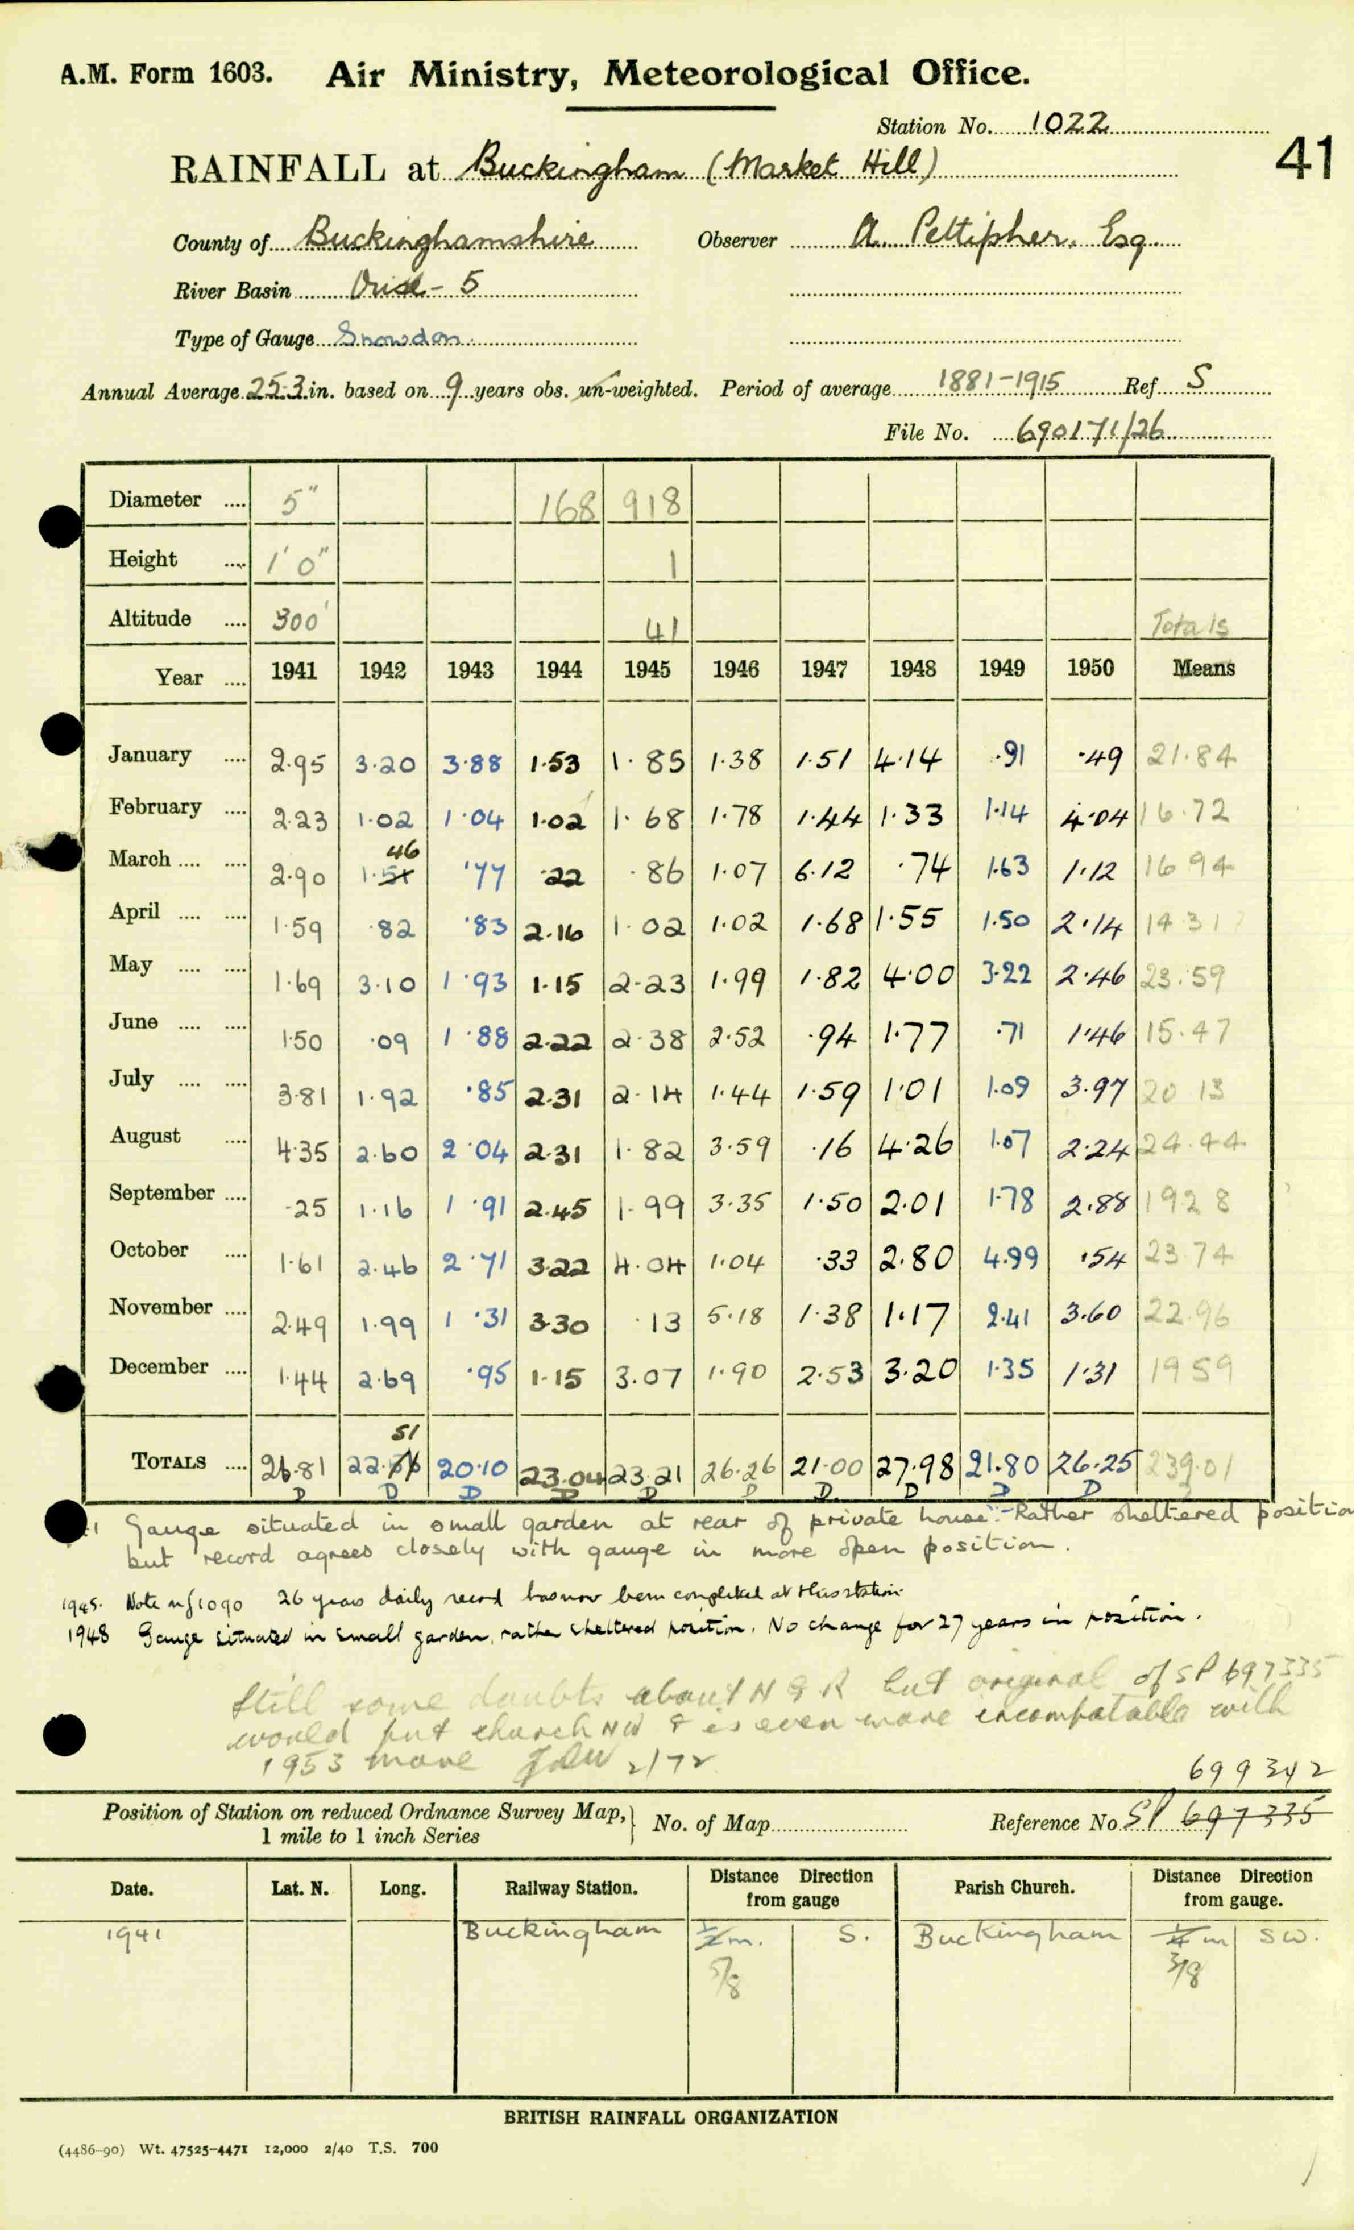 A.M. Form 1603. Air Ministry, Meteorological Office.
Station No. 1022
41
RAINFALL at Buckingham (Market Hill)
County of Buckinghamshire Observer A. Pettipher, Esq.
River Basin Ouse - 5
Type of Gauge Snowdon.
Annual Average 25.3 in. based on 9 years obs. un-weighted. Period of average 1881-1915 Ref. S
File No. 690171/26
Diameter .... 5" 168 918
Height .... 1' 0" 1
Altitude .... 300' 41 Totals
Year .... 1941 1942 1943 1944 1945 1946 1947 1948 1949 1950 Means
January .... 2.95 3.20 3.88 1.53 1.85 1.38 1.51 4.14 .91 .49 21.84
February .... 2.23 1.02 1.04 1.02 1.68 1.78 1.44 1.33 1.14 4.04 16.72
46
March .... .... 2.90 1.51 .77 .22 .86 1.07 6.12 .74 1.63 1.12 16 94
April .... .... 1.59 .82 .83 2.16 1.02 1.02 1.68 1.55 1.50 2.14 14 31
May .... .... 1.69 3.10 1.93 1.15 2.23 1.99 1.82 4.00 3.22 2.46 23.59
June .... .... 1.50 .09 1.88 2.22 2.38 2.52 .94 1.77 .71 1.46 15.47
July .... .... 3.81 1.92 .85 2.31 2.14 1.44 1.59 1.01 1.09 3.97 20 13
August .... 4.35 2.60 2.04 2.31 1.82 3.59 .16 4.26 1.07 2.24 24.44
September .... .25 1.16 1.91 2.45 1.99 3.35 1.50 2.01 1.78 2.88 19 2 8
October .... 1.61 2.46 2.71 3.22 4.04 1.04 .33 2.80 4.99 .54 23.74
November .... 2.49 1.99 1.31 3.30 .13 5.18 1.38 1.17 2.41 3.60 22.96
December .... 1.44 2.69 .95 1.15 3.07 1.90 2.53 3.20 1.35 1.31 19 59
51
TOTALS .... 26.81 22.56 20.10 23.04 23.21 26.26 21.00 27.98 21.80 26.25 239.01
D D D D D D D D D D
Gauge situated in small garden at rear of private house. - Rather sheltered position
but record agrees closely with gauge in more open position.
1945. Note 26 years daily record has now been completed at this station
1948 Gauge situated in small garden, rather sheltered position. No change for 27 years in position.
Still some doubts about N G R but original of SP 697335
would put church NW & is even more incompatable with
1953 move 2/72
699342
Position of Station on reduced Ordnance Survey Map, 1 mile to 1 inch Series } No. of Map Reference No. SP 697335
Date. Lat. N. Long. Railway Station. Distance Direction from gauge Parish Church. Distance Direction from gauge.
1941 Buckingham 1/2 m. S. Buckingham 1/4 m SW.
5/8 3/8
BRITISH RAINFALL ORGANIZATION
(4486-90) Wt. 47525-4471 12,000 2/40 T.S. 700